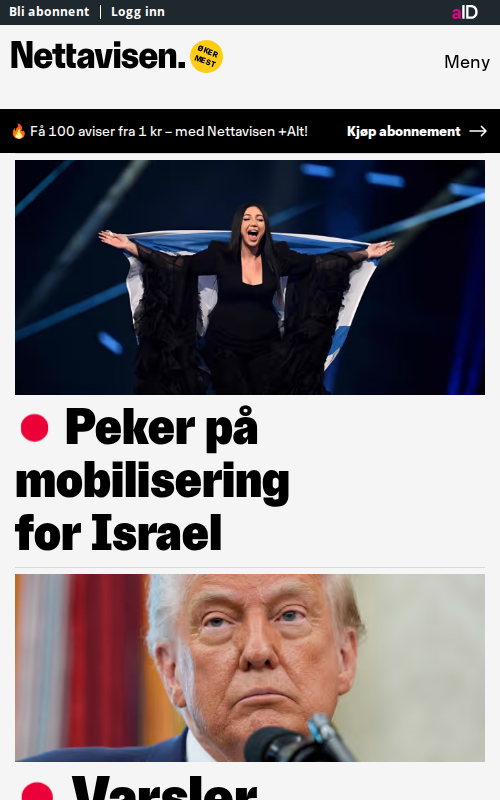 Bli abonnent | Logg inn
aID
Nettavisen.
ØKER
MEST
Meny
🔥 Få 100 aviser fra 1 kr – med Nettavisen +Alt!
Kjøp abonnement →
Peker på
mobilisering
for Israel
Varsler